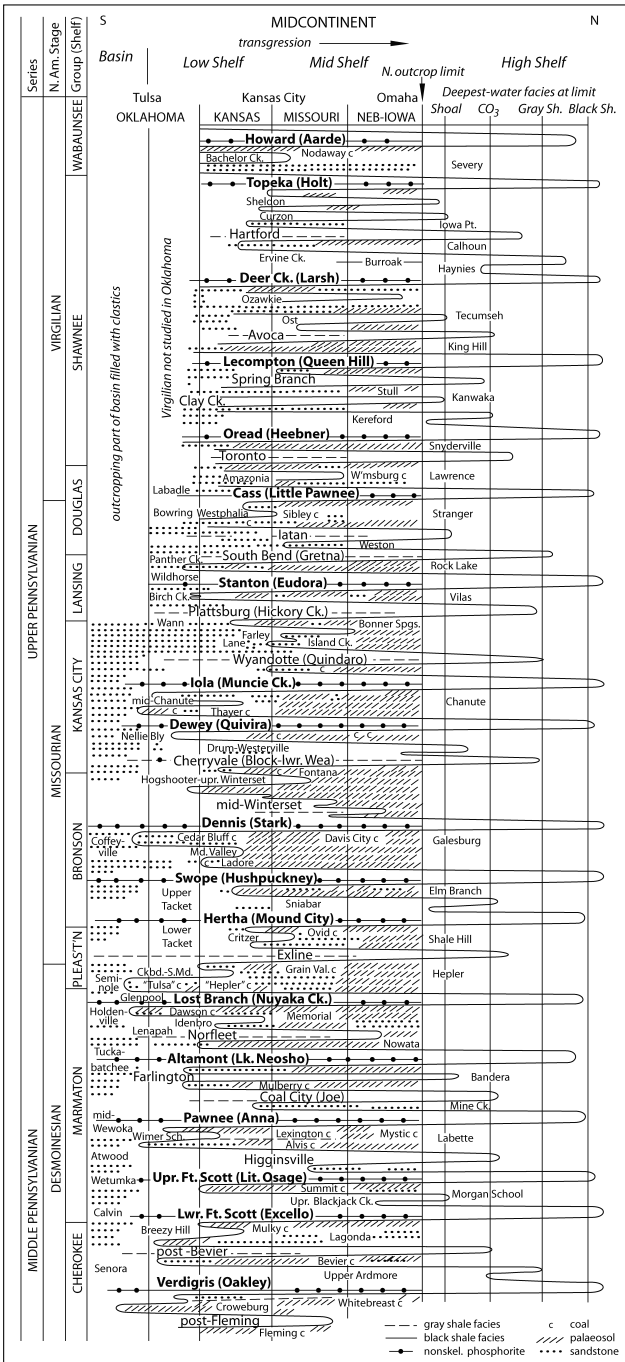 S MIDCONTINENT N
transgression
Basin Low Shelf Mid Shelf High Shelf
N. outcrop limit
Deepest-water facies at limit
Series
N. Am. Stage
Group (Shelf)
Tulsa Kansas City Omaha Shoal CO3 Gray Sh. Black Sh.
OKLAHOMA KANSAS MISSOURI NEB-IOWA
UPPER PENNSYLVANIAN
MIDDLE PENNSYLVANIAN
VIRGILIAN
MISSOURIAN
DESMOINESIAN
WABAUNSEE
SHAWNEE
DOUGLAS
LANSING
KANSAS CITY
BRONSON
PLEAST'N
MARMATON
CHEROKEE
outcropping part of basin filled with clastics
Virgilian not studied in Oklahoma
Howard (Aarde)
Nodaway c
Bachelor Ck.
Severy
Topeka (Holt)
Sheldon
Curzon
Iowa Pt.
Hartford
Calhoun
Ervine Ck. Burroak
Haynies
Deer Ck. (Larsh)
Ozawkie
Ost Tecumseh
Avoca
King Hill
Lecompton (Queen Hill)
Spring Branch
Stull
Clay Ck. Kanwaka
Kereford
Oread (Heebner)
Snyderville
Toronto
Amazonia W'msburg c Lawrence
Labadle
Cass (Little Pawnee)
Bowring Westphalia c Sibley c Stranger
Iatan
Weston
South Bend (Gretna)
Panther Ck. Rock Lake
Wildhorse
Stanton (Eudora)
Birch Ck. Vilas
Plattsburg (Hickory Ck.)
Wann Bonner Spgs.
Farley
Lane Island Ck.
Wyandotte (Quindaro)
c
Iola (Muncie Ck.)
mid-Chanute Chanute
c Thayer c
Dewey (Quivira)
Nellie Bly c c c
Drum-Westerville
Cherryvale (Block-lwr. Wea)
Fontana
Hogshooter-upr. Winterset
mid-Winterset
Dennis (Stark)
Coffey-
ville
Cedar Bluff c Davis City c Galesburg
Md. Valley
c Ladore
Swope (Hushpuckney)
Upper
Tacket
Elm Branch
Sniabar
Hertha (Mound City)
Lower
Tacket
Ovid c
Critzer Shale Hill
Exline
Ckbd.-S.Md. Grain Val. c Hepler
Semi-
nole
"Tulsa" c "Hepler" c
Glenpool
Lost Branch (Nuyaka Ck.)
Holden-
ville
Dawson c Memorial
Idenbro
Lenapah Norfleet
Nowata
Tucka-
batchee
Altamont (Lk. Neosho)
Farlington Bandera
Mulberry c
Coal City (Joe)
Mine Ck.
mid-
Wewoka
Pawnee (Anna)
Wimer Sch. Lexington c Mystic c Labette
Alvis c
Atwood
Higginsville
Wetumka
Upr. Ft. Scott (Lit. Osage)
Summit c Morgan School
Upr. Blackjack Ck.
Calvin
Lwr. Ft. Scott (Excello)
Breezy Hill Mulky c
Lagonda
post-Bevier
Bevier c
Senora
Upper Ardmore
Verdigris (Oakley)
Whitebreast c
Croweburg
post-Fleming
Fleming c
gray shale facies c coal
black shale facies palaeosol
nonskel. phosphorite sandstone